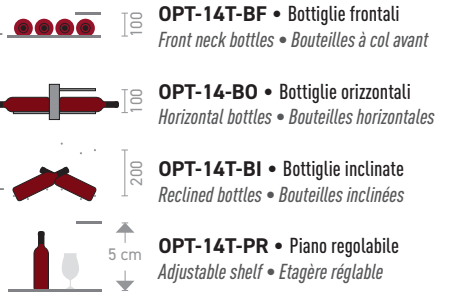 100
OPT-14T-BF • Bottiglie frontali
Front neck bottles • Bouteilles à col avant
100
OPT-14-BO • Bottiglie orizzontali
Horizontal bottles • Bouteilles horizontales
200
OPT-14T-BI • Bottiglie inclinate
Reclined bottles • Bouteilles inclinées
5 cm
OPT-14T-PR • Piano regolabile
Adjustable shelf • Etagère réglable